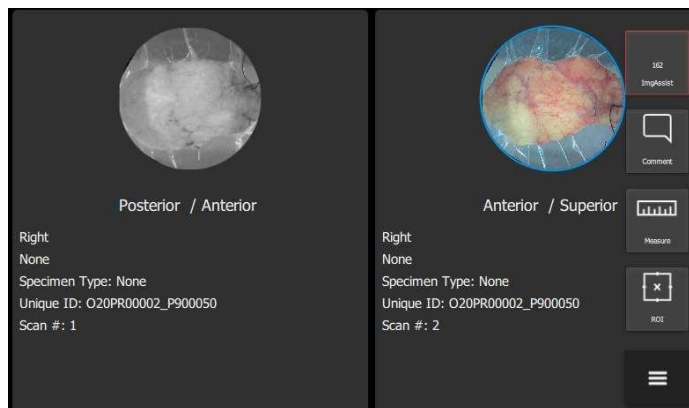 Posterior / Anterior
Right
None
Specimen Type: None
Unique ID: O20PR00002_P900050
Scan #: 1
Anterior / Superior
Right
None
Specimen Type: None
Unique ID: O20PR00002_P900050
Scan #: 2
162
ImgAssist
Comment
Measure
ROI